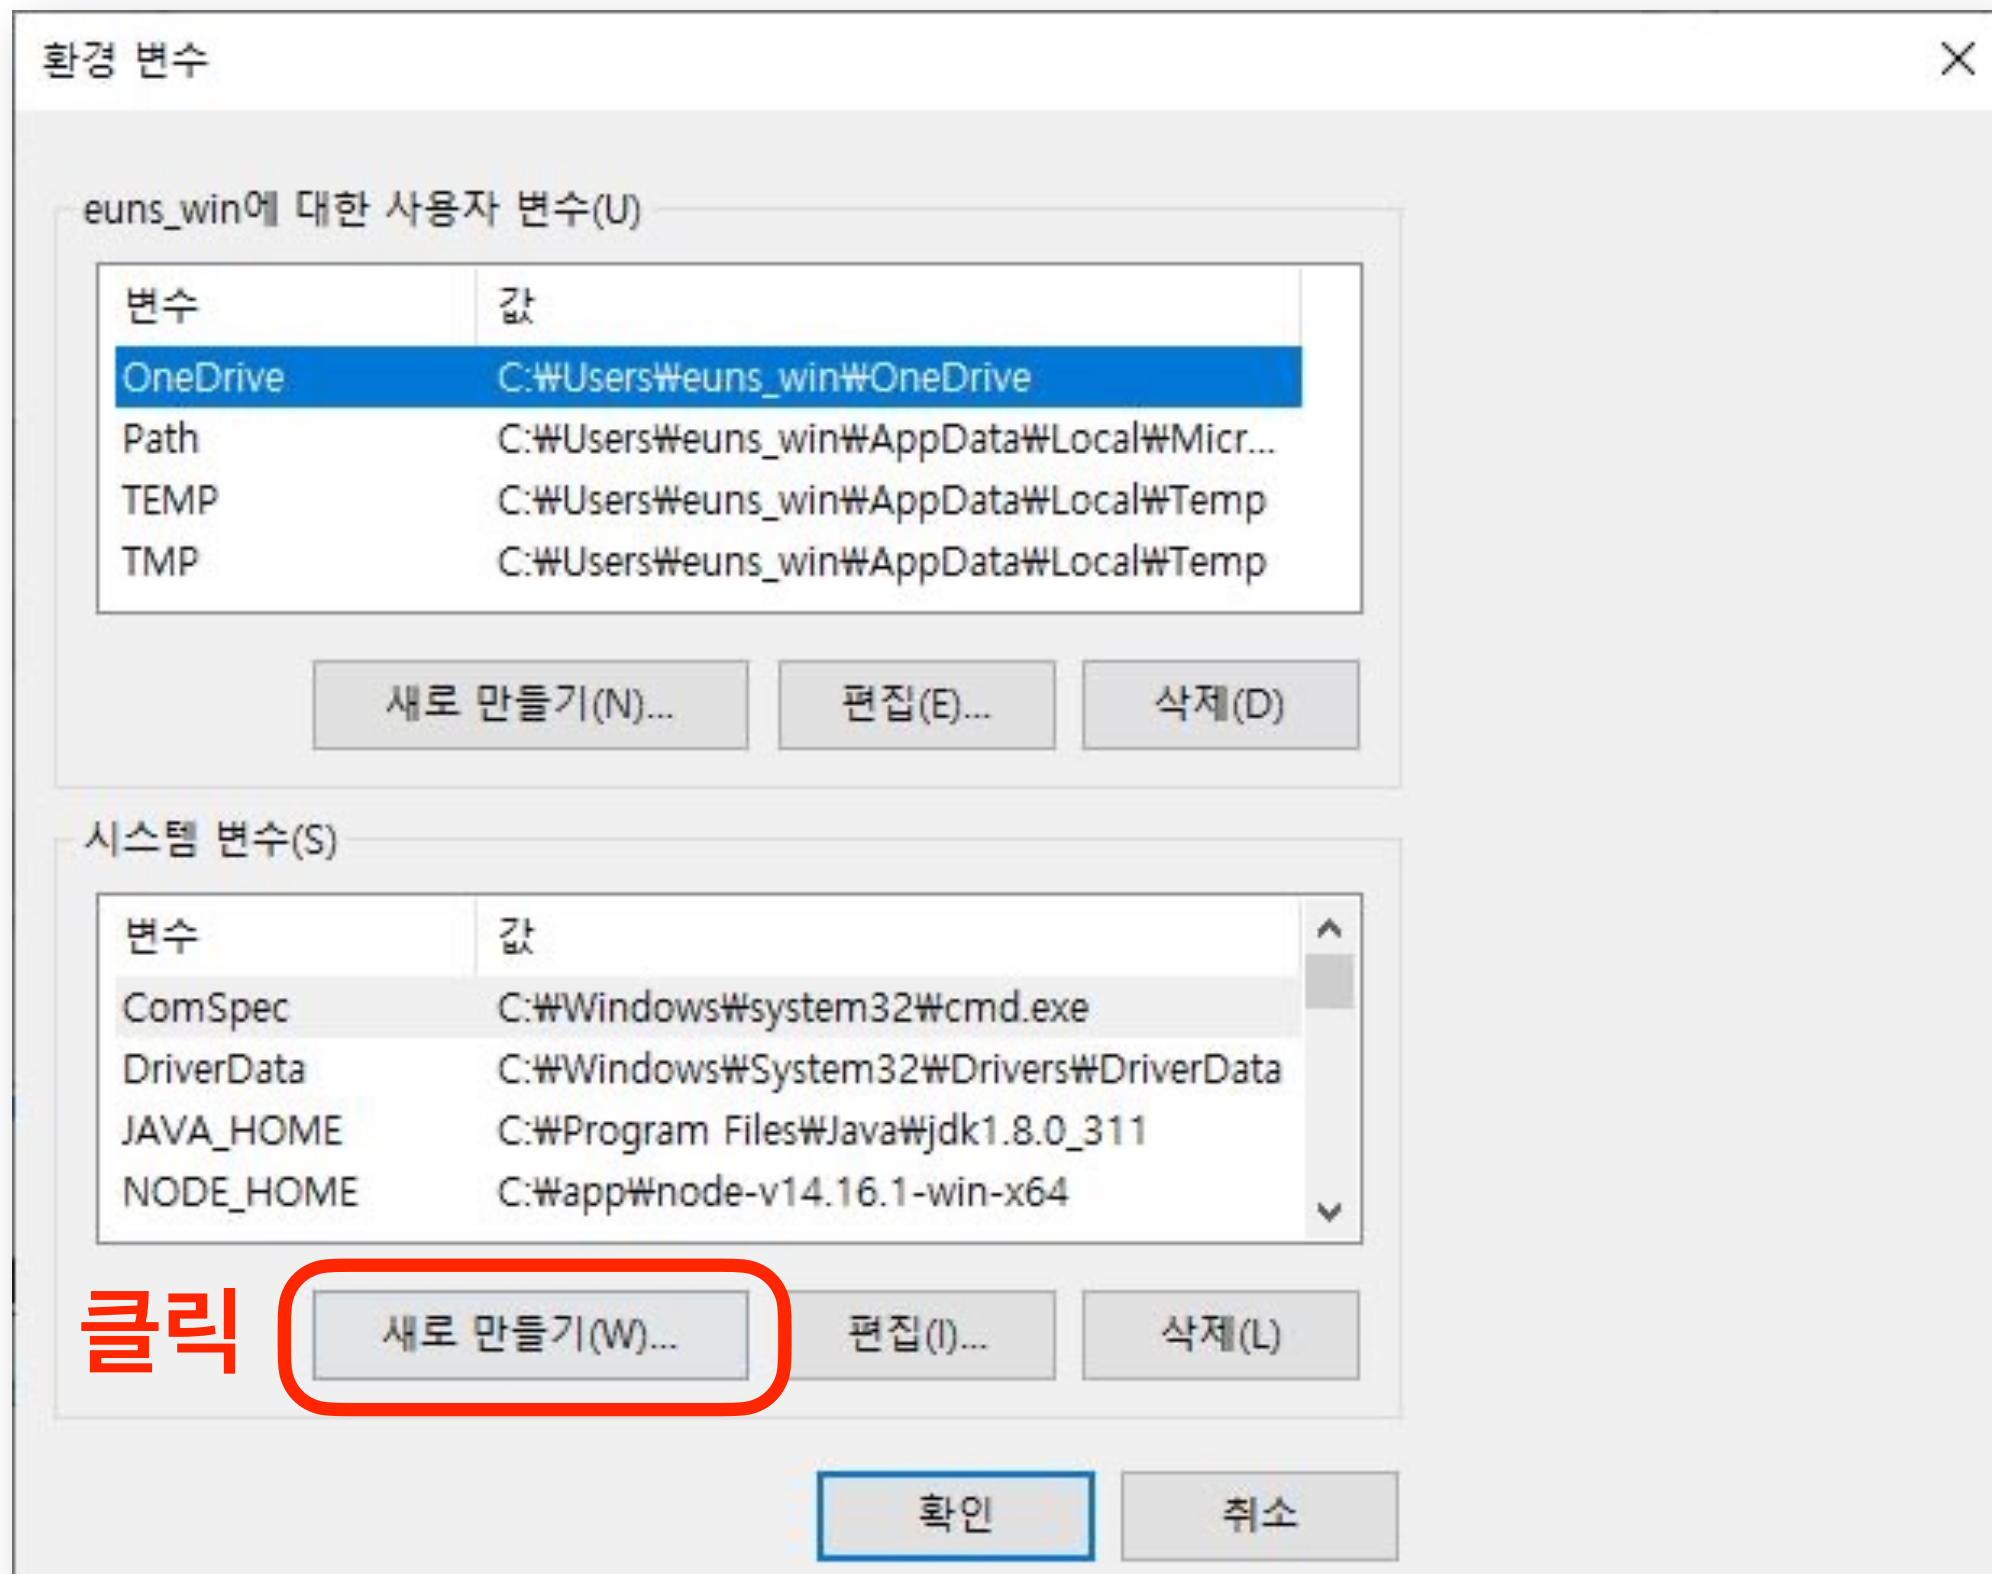 환경 변수
euns_win에 대한 사용자 변수(U)
변수 값
OneDrive C:₩Users₩euns_win₩OneDrive
Path C:₩Users₩euns_win₩AppData₩Local₩Micr...
TEMP C:₩Users₩euns_win₩AppData₩Local₩Temp
TMP C:₩Users₩euns_win₩AppData₩Local₩Temp
새로 만들기(N)... 편집(E)... 삭제(D)
시스템 변수(S)
변수 값
ComSpec C:₩Windows₩system32₩cmd.exe
DriverData C:₩Windows₩System32₩Drivers₩DriverData
JAVA_HOME C:₩Program Files₩Java₩jdk1.8.0_311
NODE_HOME C:₩app₩node-v14.16.1-win-x64
클릭 새로 만들기(W)... 편집(I)... 삭제(L)
확인 취소